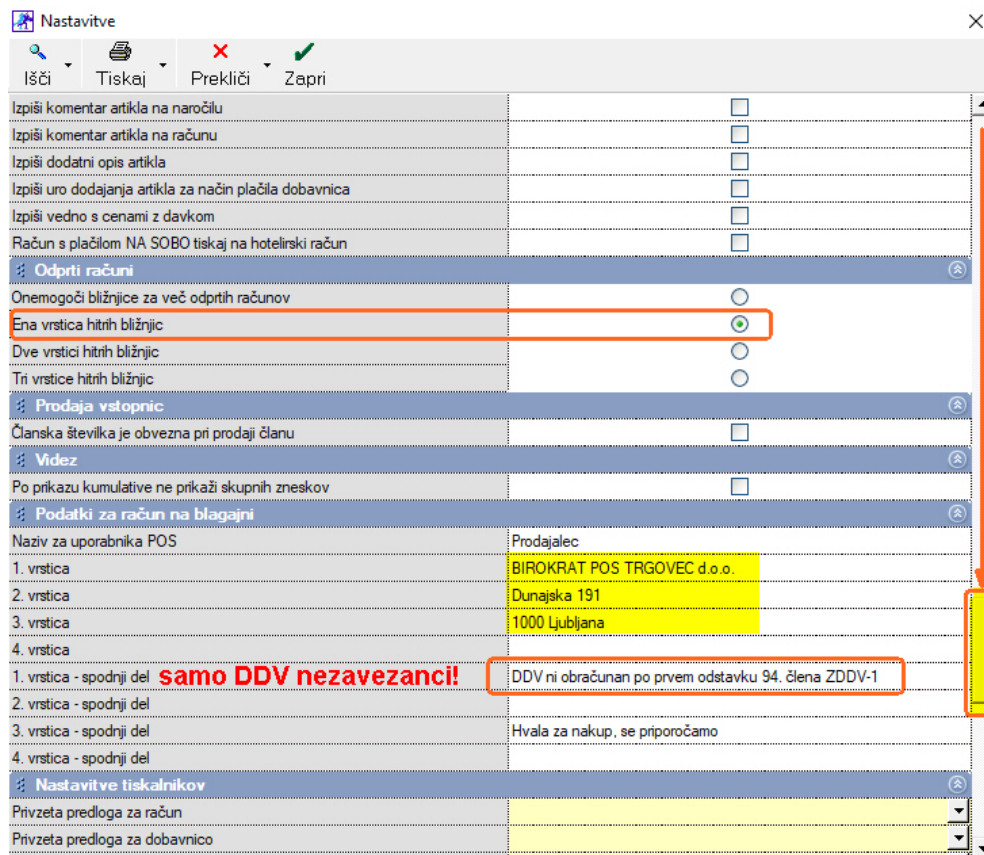 Nastavitve
Išči Tiskaj Prekliči Zapri
Izpiši komentar artikla na naročilu
Izpiši komentar artikla na računu
Izpiši dodatni opis artikla
Izpiši uro dodajanja artikla za način plačila dobavnica
Izpiši vedno s cenami z davkom
Račun s plačilom NA SOBO tiskaj na hotelirski račun
Odprti računi
Onemogoči bližnjice za več odprtih računov
Ena vrstica hitrih bližnjic
Dve vrstici hitrih bližnjic
Tri vrstice hitrih bližnjic
Prodaja vstopnic
Članska številka je obvezna pri prodaji članu
Videz
Po prikazu kumulative ne prikaži skupnih zneskov
Podatki za račun na blagajni
Naziv za uporabnika POS Prodajalec
1. vrstica BIROKRAT POS TRGOVEC d.o.o.
2. vrstica Dunajska 191
3. vrstica 1000 Ljubljana
4. vrstica
1. vrstica - spodnji del samo DDV nezavezanci! DDV ni obračunan po prvem odstavku 94. člena ZDDV-1
2. vrstica - spodnji del
3. vrstica - spodnji del Hvala za nakup, se priporočamo
4. vrstica - spodnji del
Nastavitve tiskalnikov
Privzeta predloga za račun
Privzeta predloga za dobavnico